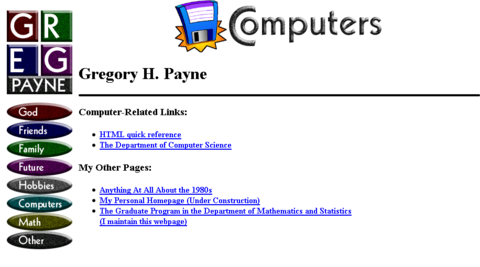 GREG
PAYNE
God
Friends
Family
Future
Hobbies
Computers
Math
Other
Computers
Gregory H. Payne
Computer-Related Links:
HTML quick reference
The Department of Computer Science
My Other Pages:
Anything At All About the 1980s
My Personal Homepage (Under Construction)
The Graduate Program in the Department of Mathematics and Statistics
(I maintain this webpage)